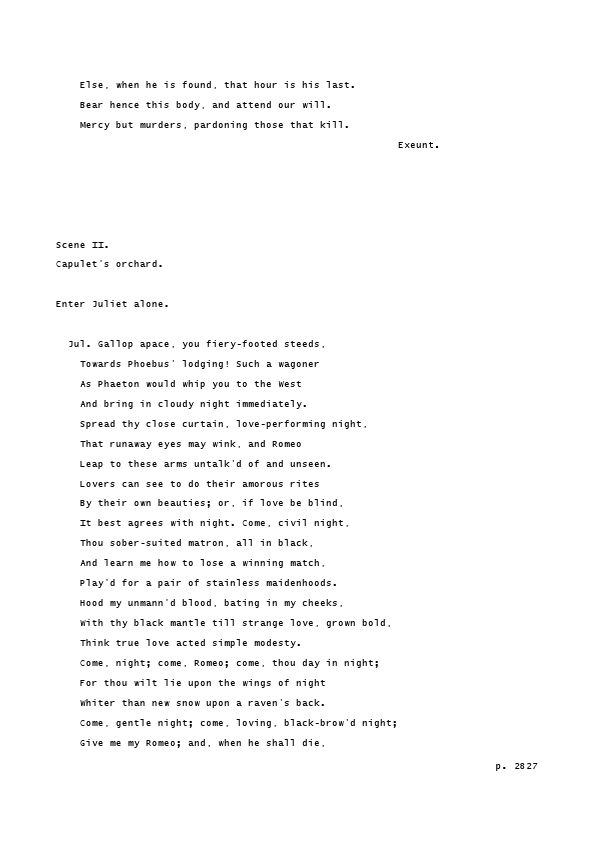 Else, when he is found, that hour is his last.
Bear hence this body, and attend our will.
Mercy but murders, pardoning those that kill.
Exeunt.
Scene II.
Capulet's orchard.
Enter Juliet alone.
Jul. Gallop apace, you fiery-footed steeds,
Towards Phoebus' lodging! Such a wagoner
As Phaeton would whip you to the West
And bring in cloudy night immediately.
Spread thy close curtain, love-performing night,
That runaway eyes may wink, and Romeo
Leap to these arms untalk'd of and unseen.
Lovers can see to do their amorous rites
By their own beauties; or, if love be blind,
It best agrees with night. Come, civil night,
Thou sober-suited matron, all in black,
And learn me how to lose a winning match,
Play'd for a pair of stainless maidenhoods.
Hood my unmann'd blood, bating in my cheeks,
With thy black mantle till strange love, grown bold,
Think true love acted simple modesty.
Come, night; come, Romeo; come, thou day in night;
For thou wilt lie upon the wings of night
Whiter than new snow upon a raven's back.
Come, gentle night; come, loving, black-brow'd night;
Give me my Romeo; and, when he shall die,
p. 2827